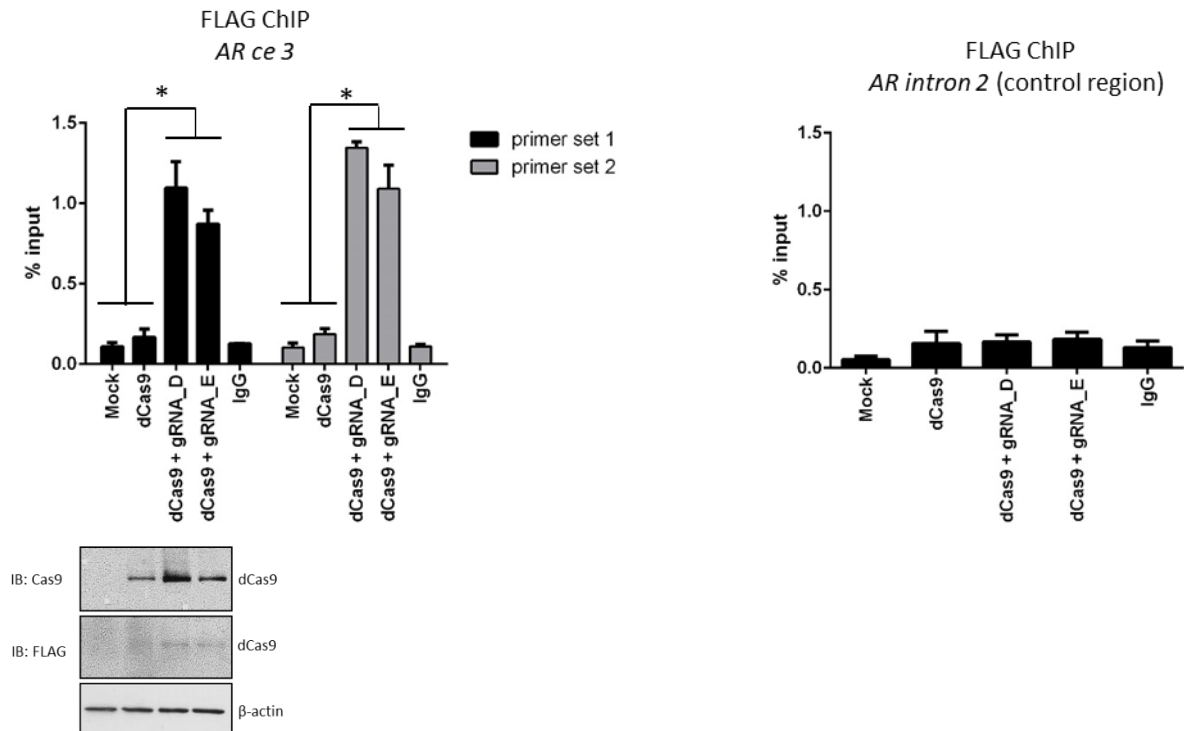 FLAG ChIP
AR ce 3
*
*
1.5
1.0
0.5
0.0
% input
primer set 1
primer set 2
Mock
dCas9
dCas9 + gRNA_D
dCas9 + gRNA_E
IgG
Mock
dCas9
dCas9 + gRNA_D
dCas9 + gRNA_E
IgG
IB: Cas9
dCas9
IB: FLAG
dCas9
β-actin
FLAG ChIP
AR intron 2 (control region)
1.5
1.0
0.5
0.0
% input
Mock
dCas9
dCas9 + gRNA_D
dCas9 + gRNA_E
IgG